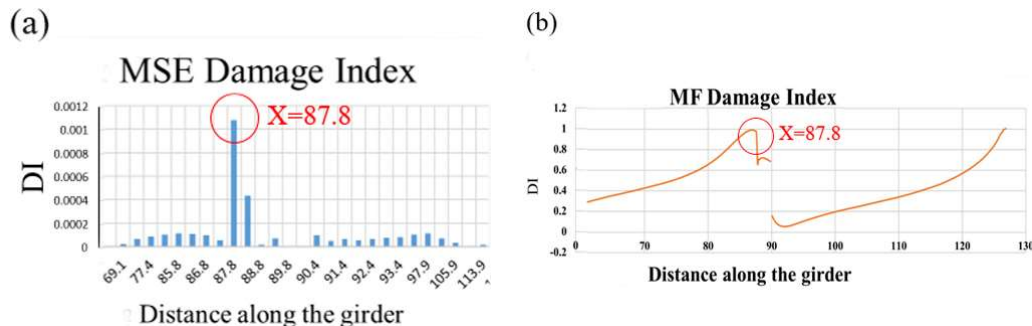 (a)
MSE Damage Index
X=87.8
DI
0.0012
0.001
0.0008
0.0006
0.0004
0.0002
0
69.1 77.4 85.8 86.8 87.8 88.8 89.8 90.4 91.4 92.4 93.4 97.9 105.9 113.9
Distance along the girder
(b)
MF Damage Index
X=87.8
DI
1.2
1
0.8
0.6
0.4
0.2
0
-0.2
0 70 80 90 100 110 120 130
Distance along the girder